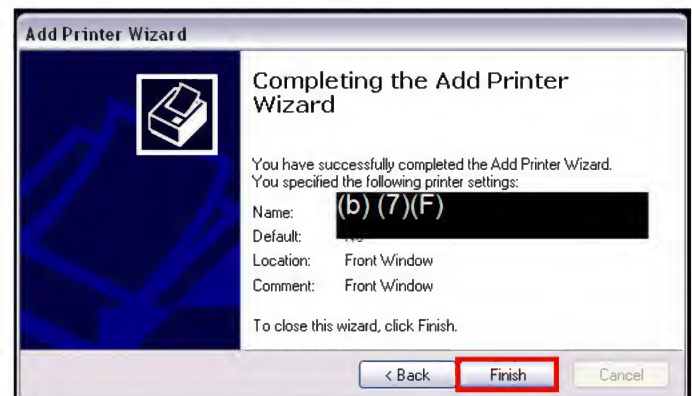 Add Printer Wizard
Completing the Add Printer
Wizard
You have successfully completed the Add Printer Wizard.
You specified the following printer settings:
Name: (b) (7)(F)
Default:
Location: Front Window
Comment: Front Window
To close this wizard, click Finish.
< Back Finish Cancel